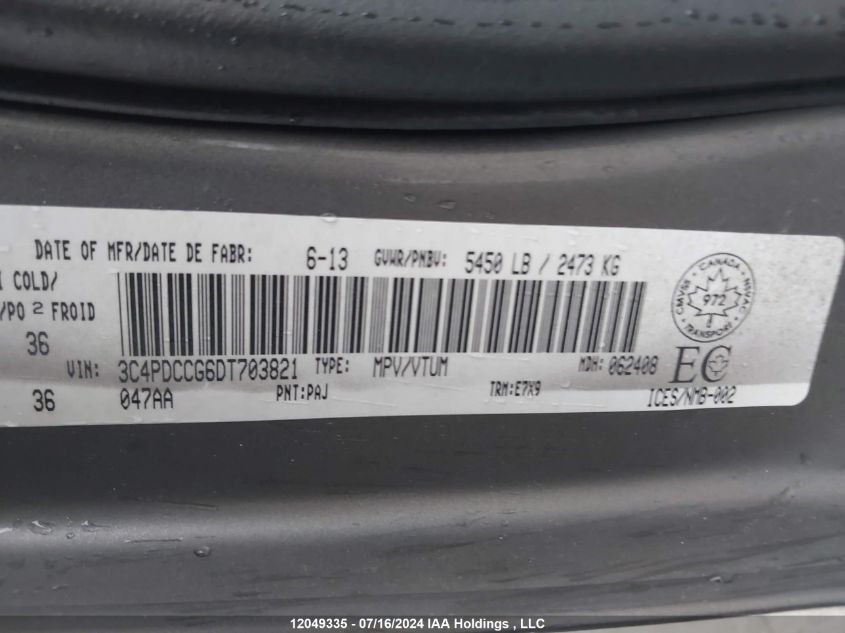 DATE OF MFR/DATE DE FABR: 6-13 GVWR/PNBV: 5450 LB / 2473 KG
COLD/
/PO 2 FROID
36
VIN: 3C4PDCCG6DT703821 TYPE: MPV/VTUM MDH: 062408
36 047AA PNT:PAJ TRM:E7X9 ICES/NMB-002
CANADA
CMVSS NSVAC
972
TRANSPORT
EC
12049335 - 07/16/2024 IAA Holdings , LLC